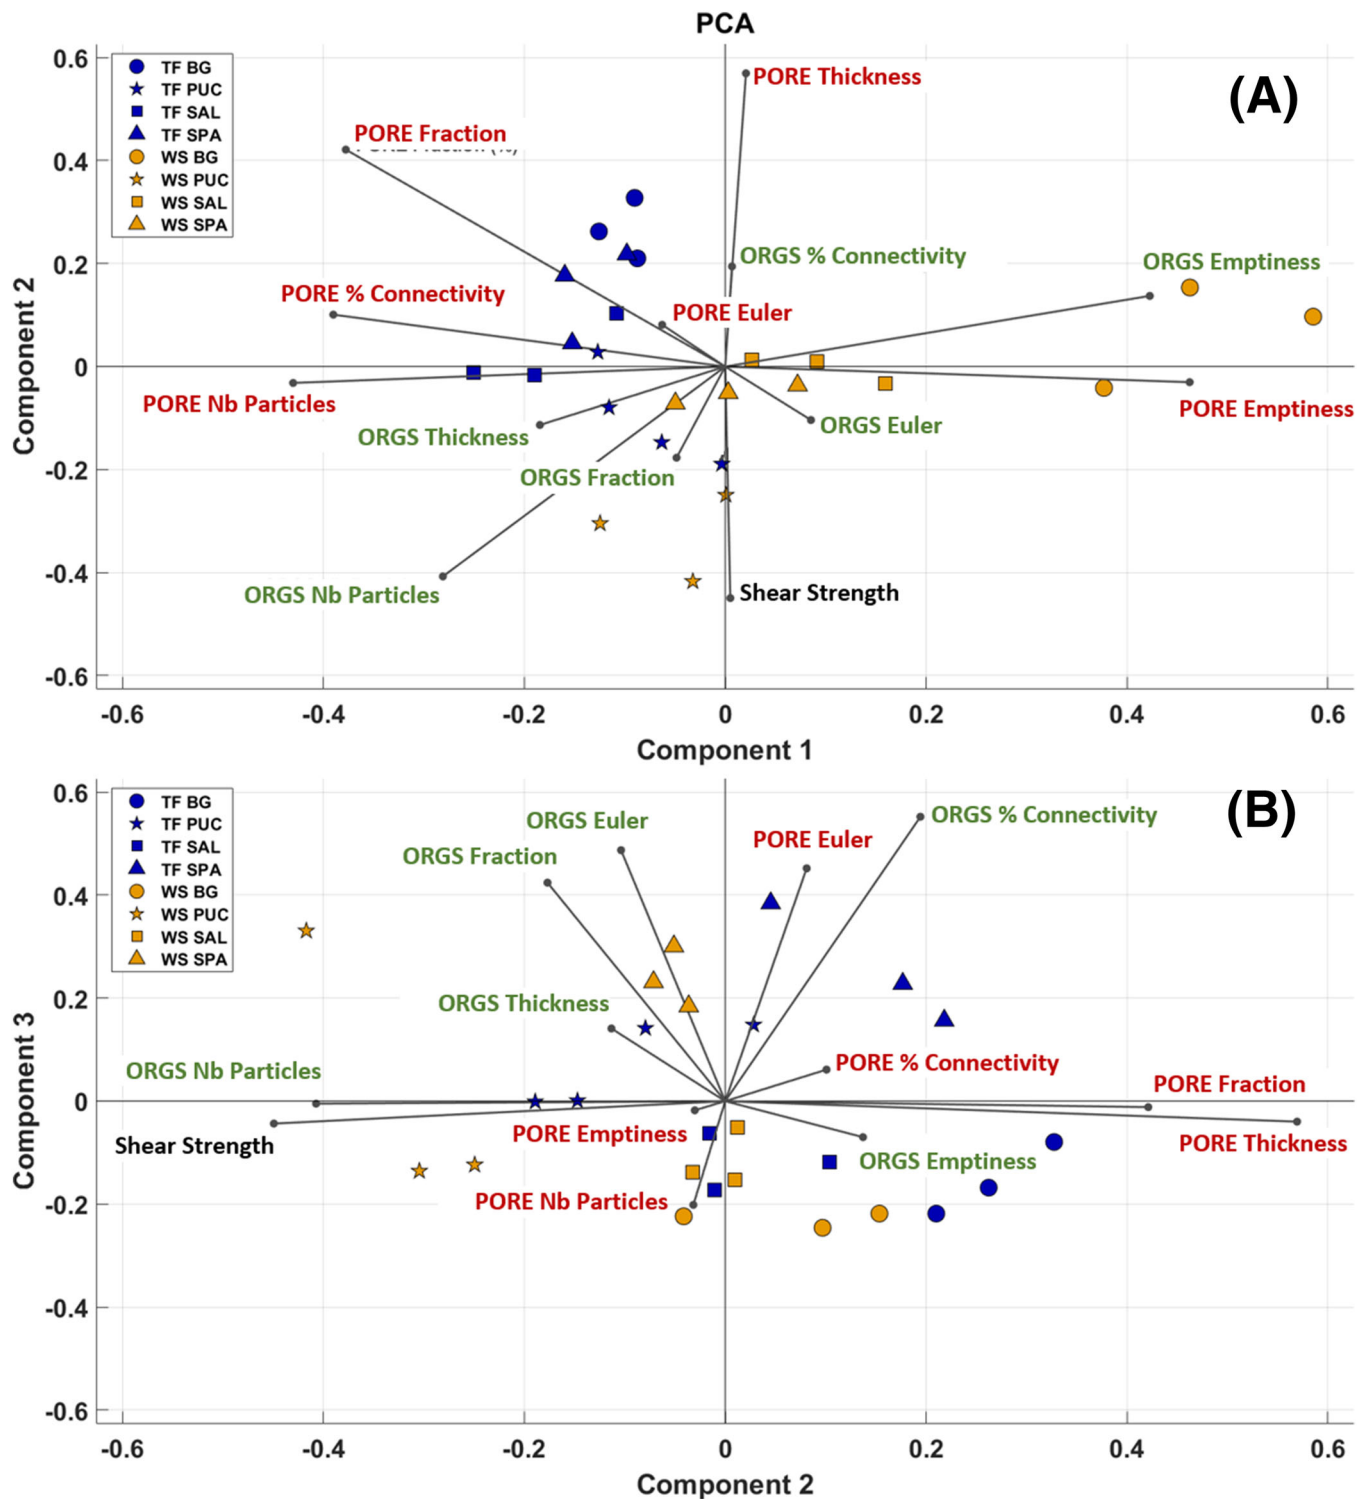 PCA
(A)
TF BG
TF PUC
TF SAL
TF SPA
WS BG
WS PUC
WS SAL
WS SPA
PORE Thickness
PORE Fraction
ORGS % Connectivity
ORGS Emptiness
PORE % Connectivity
PORE Euler
PORE Nb Particles
PORE Emptiness
ORGS Thickness
ORGS Euler
ORGS Fraction
ORGS Nb Particles
Shear Strength
0.6
0.4
0.2
0
-0.2
-0.4
-0.6
Component 2
-0.6 -0.4 -0.2 0 0.2 0.4 0.6
Component 1
(B)
TF BG
TF PUC
TF SAL
TF SPA
WS BG
WS PUC
WS SAL
WS SPA
ORGS Euler
ORGS % Connectivity
PORE Euler
ORGS Fraction
ORGS Thickness
ORGS Nb Particles
PORE % Connectivity
PORE Fraction
Shear Strength
PORE Emptiness
PORE Thickness
ORGS Emptiness
PORE Nb Particles
0.6
0.4
0.2
0
-0.2
-0.4
-0.6
Component 3
-0.6 -0.4 -0.2 0 0.2 0.4 0.6
Component 2